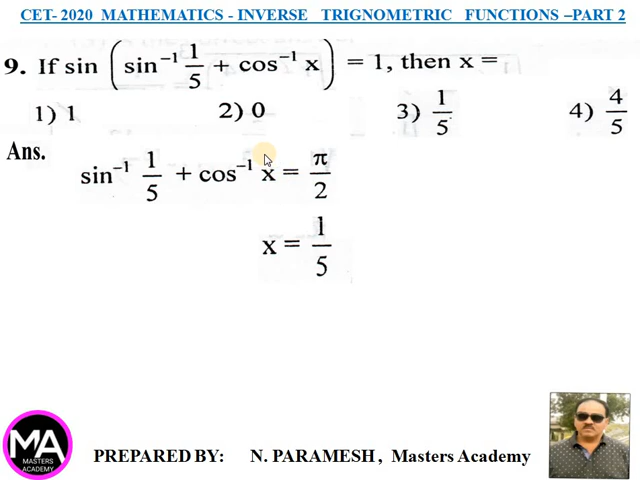 CET- 2020 MATHEMATICS - INVERSE TRIGNOMETRIC FUNCTIONS –PART 2
9. If sin (sin⁻¹ 1/5 + cos⁻¹ x) = 1, then x =
1) 1 2) 0 3) 1/5 4) 4/5
Ans.
sin⁻¹ 1/5 + cos⁻¹ x = π/2
x = 1/5
MA
MASTERS
ACADEMY
PREPARED BY: N. PARAMESH , Masters Academy